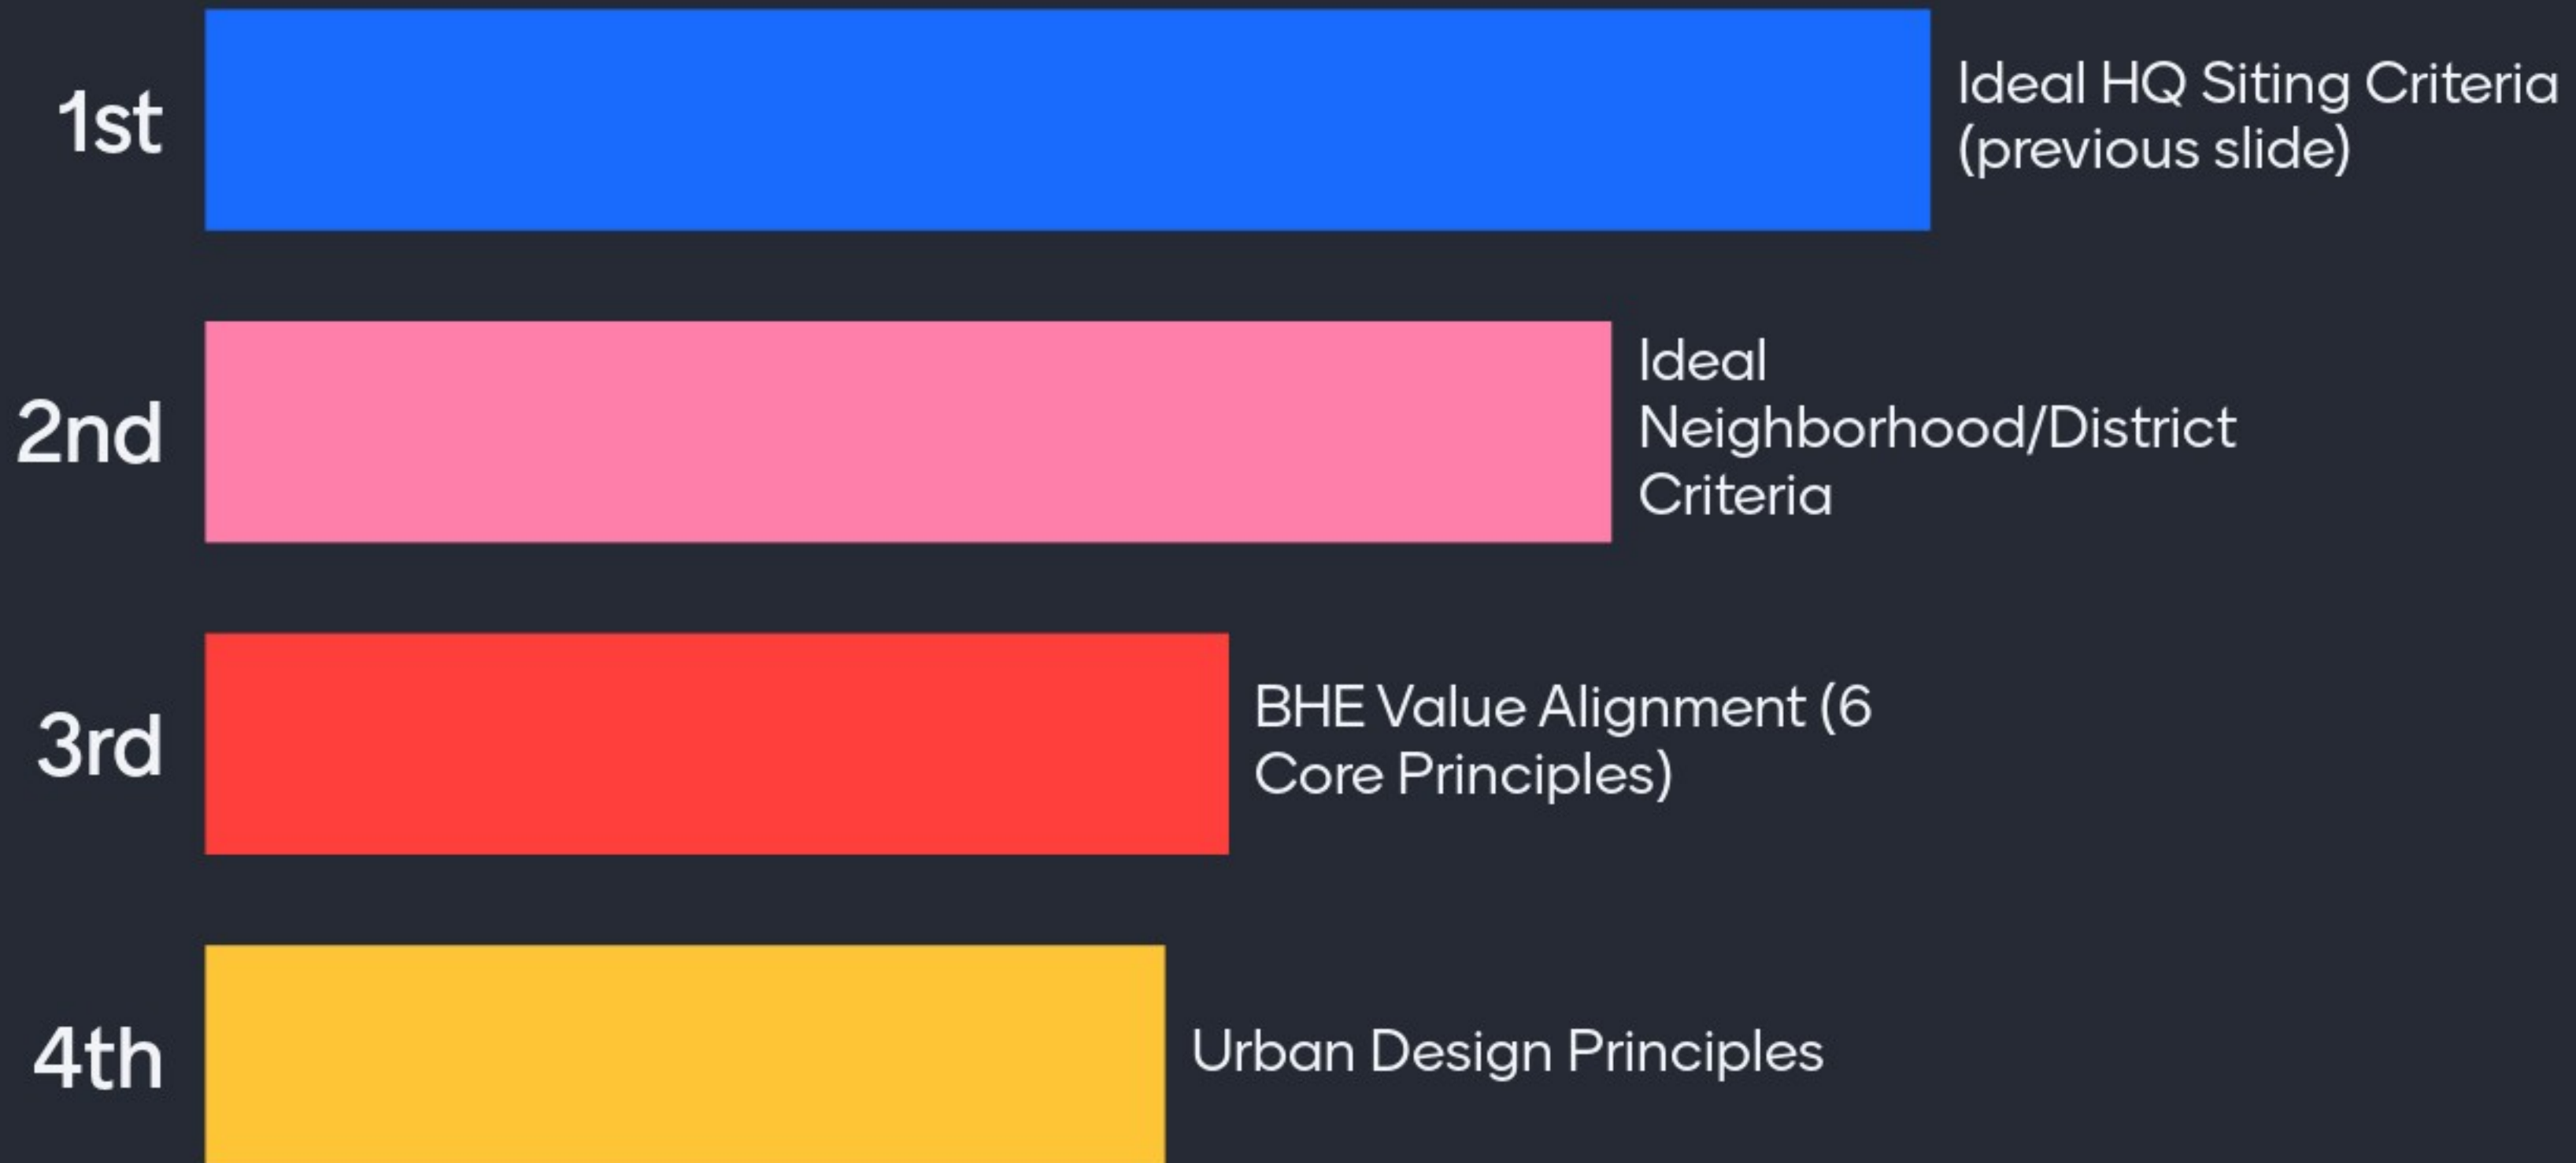 1st
Ideal HQ Siting Criteria
(previous slide)
2nd
Ideal
Neighborhood/District
Criteria
3rd
BHE Value Alignment (6
Core Principles)
4th
Urban Design Principles